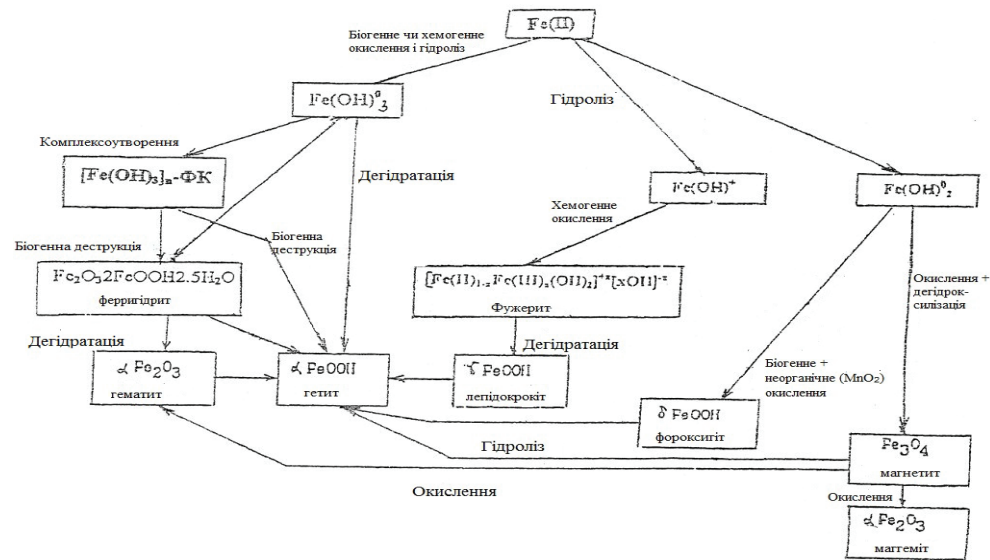 Fe(II)
Біогенне чи хемогенне
окислення і гідроліз
Fe(OH)⁰₃
Гідроліз
Комплексоутворення
[Fe(OH)₃]ₙ-ФК
Дегідратація
Fe(OH)⁺
Fe(OH)⁰₂
Хемогенне
окислення
Біогенна деструкція
Біогенна
деструкція
Fe₂O₃2FeOOH2.5H₂O
ферригідрит
[Fe(II)₁₋ₓFe(III)ₓ(OH)₂]⁺ˣ[xOH]⁻ˣ
Фужерит
Окислення +
дегідрок-
силізація
Дегідратація
Дегідратація
α Fe₂O₃
гематит
α FeOOH
гетит
γ FeOOH
лепідокрокіт
Біогенне +
неорганічне (MnO₂)
окислення
δ FeOOH
фороксигіт
Гідроліз
Fe₃O₄
магнетит
Окислення
Окислення
α Fe₂O₃
маггеміт